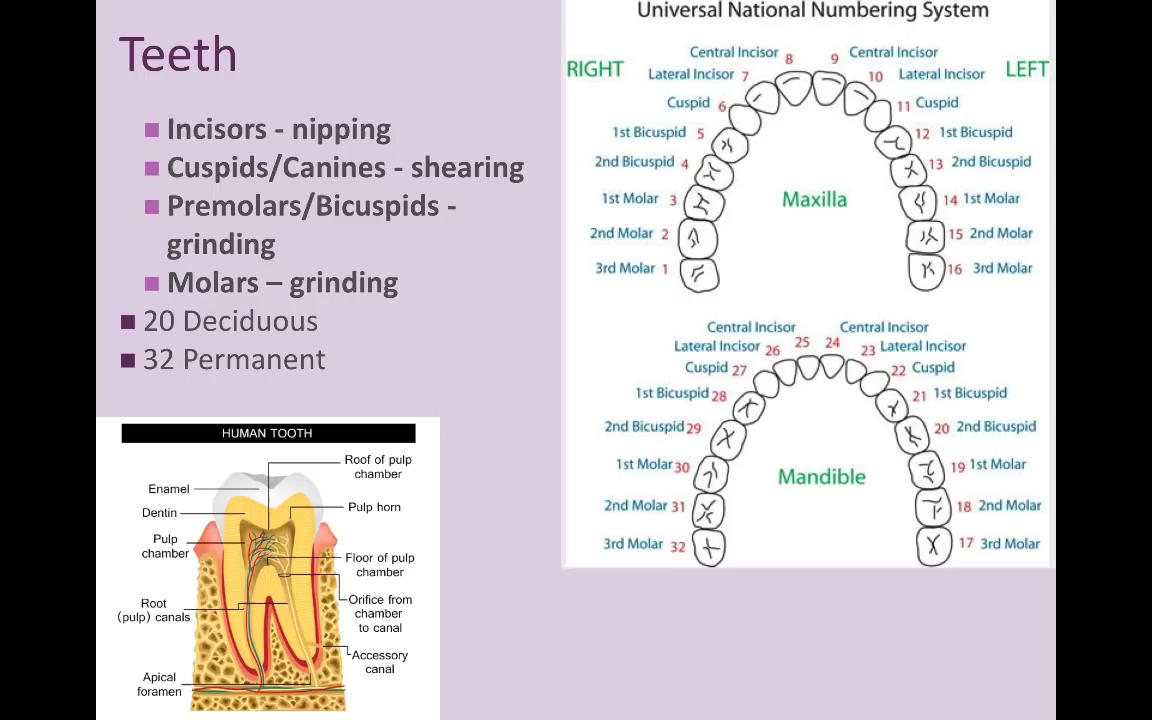 Teeth
Incisors - nipping
Cuspids/Canines - shearing
Premolars/Bicuspids -
grinding
Molars – grinding
20 Deciduous
32 Permanent
HUMAN TOOTH
Roof of pulp
chamber
Enamel
Pulp horn
Dentin
Pulp
chamber
Floor of pulp
chamber
Root
(pulp) canals
Orifice from
chamber
to canal
Accessory
canal
Apical
foramen
Universal National Numbering System
RIGHT
LEFT
Central Incisor 8
9 Central Incisor
Lateral Incisor 7
10 Lateral Incisor
Cuspid 6
11 Cuspid
1st Bicuspid 5
12 1st Bicuspid
2nd Bicuspid 4
13 2nd Bicuspid
1st Molar 3
Maxilla
14 1st Molar
2nd Molar 2
15 2nd Molar
3rd Molar 1
16 3rd Molar
Central Incisor 25
24 Central Incisor
Lateral Incisor 26
23 Lateral Incisor
Cuspid 27
22 Cuspid
1st Bicuspid 28
21 1st Bicuspid
2nd Bicuspid 29
20 2nd Bicuspid
1st Molar 30
Mandible
19 1st Molar
2nd Molar 31
18 2nd Molar
3rd Molar 32
17 3rd Molar